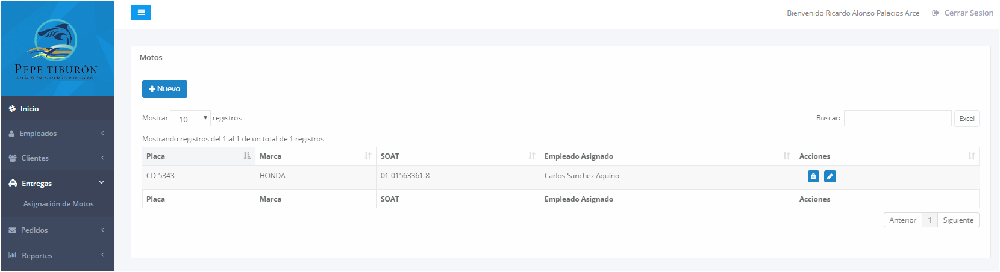 Bienvenido Ricardo Alonso Palacios Arce Cerrar Sesion
PEPE TIBURÓN
Inicio
Empleados
Clientes
Entregas
Asignación de Motos
Pedidos
Reportes
Motos
Nuevo
Mostrar 10 registros Buscar: Excel
Mostrando registros del 1 al 1 de un total de 1 registros
Placa Marca SOAT Empleado Asignado Acciones
CD-5343 HONDA 01-01563361-8 Carlos Sanchez Aquino
Placa Marca SOAT Empleado Asignado Acciones
Anterior 1 Siguiente